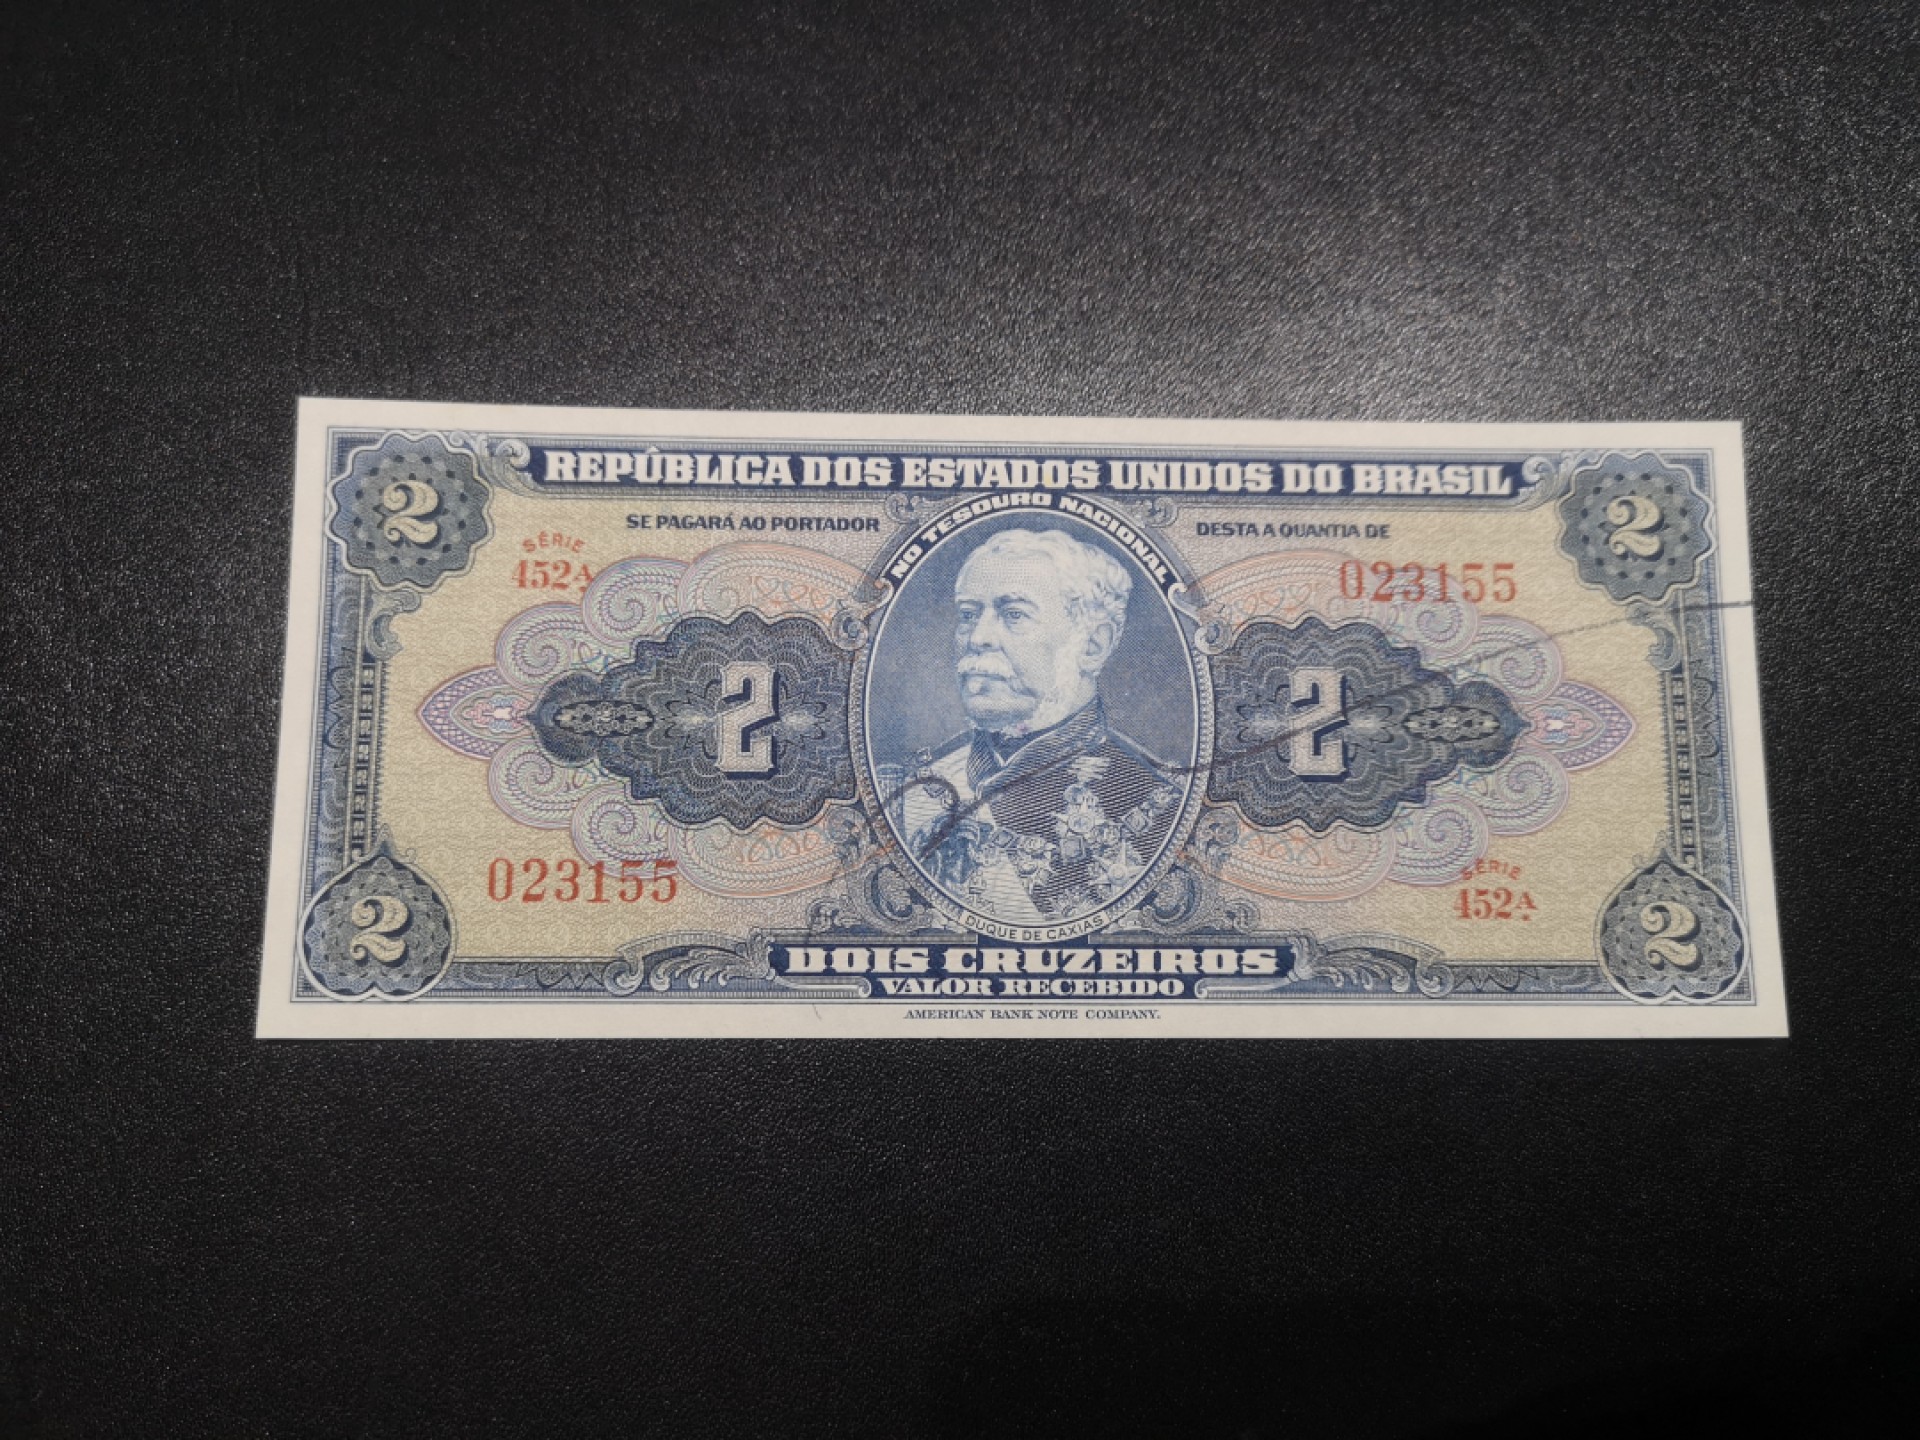 REPÚBLICA DOS ESTADOS UNIDOS DO BRASIL
2
2
SE PAGARÁ AO PORTADOR
NO TESOURO NACIONAL
DESTA A QUANTIA DE
SÉRIE
452A
023155
2
2
023155
SÉRIE
452A
DUQUE DE CAXIAS
2
2
DOIS CRUZEIROS
VALOR RECEBIDO
AMERICAN BANK NOTE COMPANY.